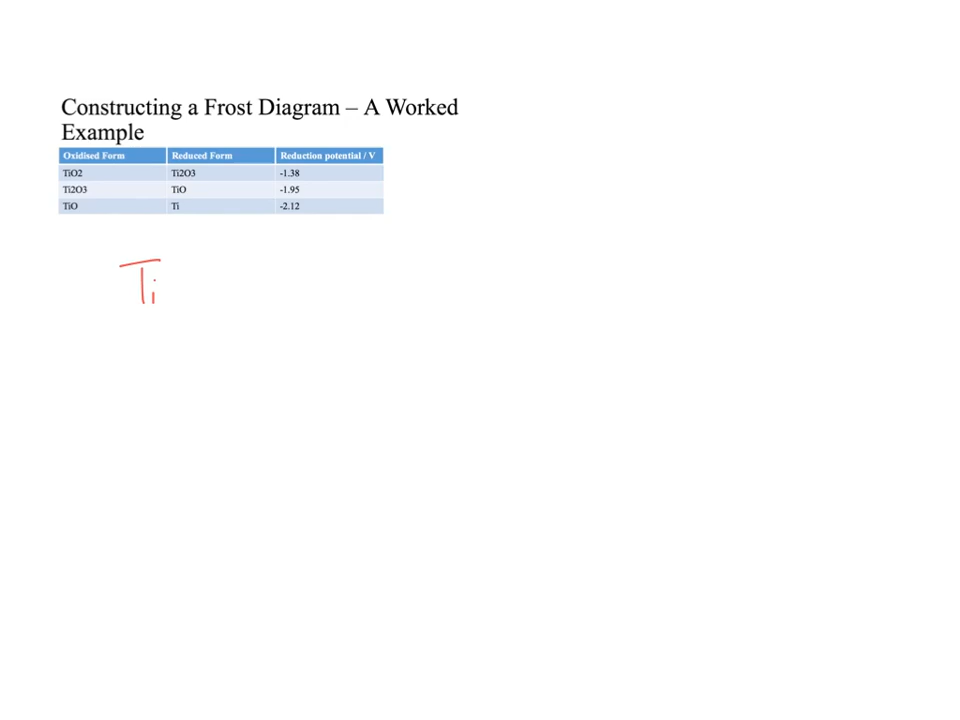 Constructing a Frost Diagram – A Worked
Example
Oxidised Form Reduced Form Reduction potential / V
TiO2 Ti2O3 -1.38
Ti2O3 TiO -1.95
TiO Ti -2.12
Ti